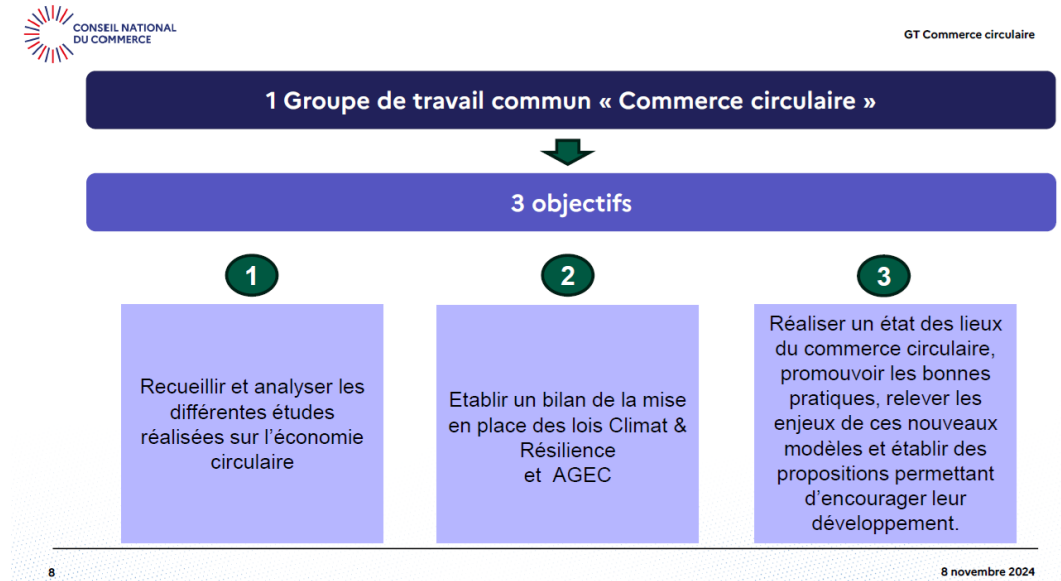 CONSEIL NATIONAL
DU COMMERCE
GT Commerce circulaire
1 Groupe de travail commun « Commerce circulaire »
3 objectifs
1
Recueillir et analyser les
différentes études
réalisées sur l’économie
circulaire
2
Etablir un bilan de la mise
en place des lois Climat &
Résilience
et AGEC
3
Réaliser un état des lieux
du commerce circulaire,
promouvoir les bonnes
pratiques, relever les
enjeux de ces nouveaux
modèles et établir des
propositions permettant
d’encourager leur
développement.
8
8 novembre 2024